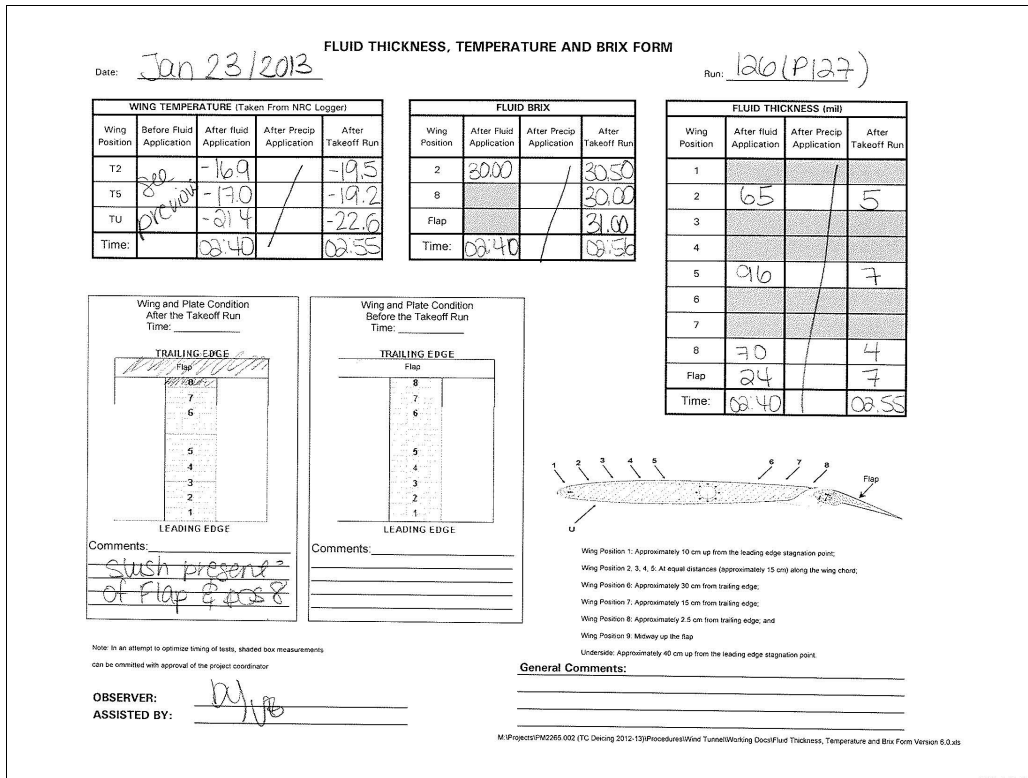 FLUID THICKNESS, TEMPERATURE AND BRIX FORM
Date: Jan 23/2013
Run: 126 (P127)
WING TEMPERATURE (Taken From NRC Logger)
Wing Position Before Fluid Application After fluid Application After Precip Application After Takeoff Run
T2 See previous -16.9 / -19.5
T5 -17.0 -19.2
TU -21.4 -22.6
Time: 02:40 02:55
FLUID BRIX
Wing Position After Fluid Application After Precip Application After Takeoff Run
2 30.00 / 30.50
8 30.00
Flap 31.00
Time: 02:40 02:56
FLUID THICKNESS (mil)
Wing Position After fluid Application After Precip Application After Takeoff Run
1
2 65 5
3
4
5 96 7
6
7
8 70 4
Flap 24 7
Time: 02:40 02:55
Wing and Plate Condition
After the Takeoff Run
Time:
TRAILING EDGE
Flap
8
7
6
5
4
3
2
1
LEADING EDGE
Comments:
slush present
of Flap & pos 8
Wing and Plate Condition
Before the Takeoff Run
Time:
TRAILING EDGE
Flap
8
7
6
5
4
3
2
1
LEADING EDGE
Comments:
1 2 3 4 5 6 7 8
Flap
U
Wing Position 1: Approximately 10 cm up from the leading edge stagnation point;
Wing Position 2, 3, 4, 5: At equal distances (approximately 15 cm) along the wing chord;
Wing Position 6: Approximately 30 cm from trailing edge;
Wing Position 7: Approximately 15 cm from trailing edge;
Wing Position 8: Approximately 2.5 cm from trailing edge; and
Wing Position 9: Midway up the flap
Underside: Approximately 40 cm up from the leading edge stagnation point.
Note: In an attempt to optimize timing of tests, shaded box measurements
can be ommitted with approval of the project coordinator
General Comments:
OBSERVER:
ASSISTED BY:
M:\Projects\PM2265.002 (TC Deicing 2012-13)\Procedures\Wind Tunnel\Working Docs\Fluid Thickness, Temperature and Brix Form Version 6.0.xls